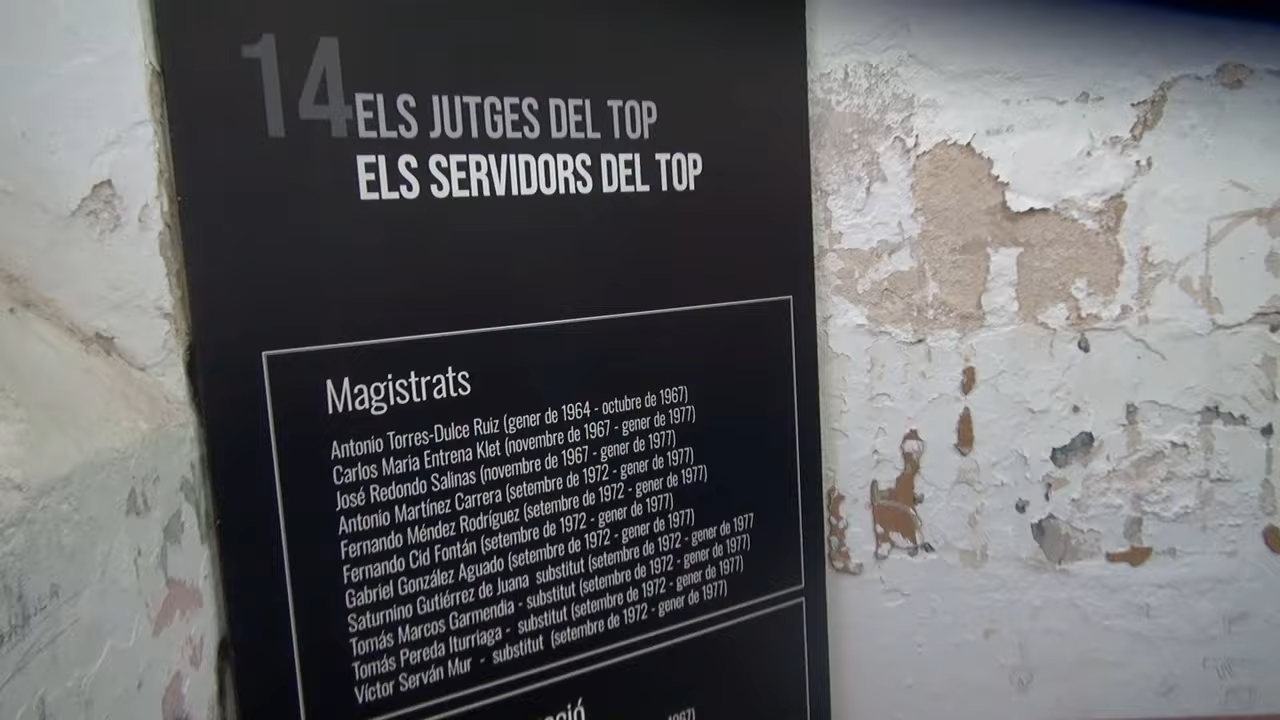 14
ELS JUTGES DEL TOP
ELS SERVIDORS DEL TOP
Magistrats
Antonio Torres-Dulce Ruiz (gener de 1964 - octubre de 1967)
Carlos María Entrena Klet (novembre de 1967 - gener de 1977)
José Redondo Salinas (novembre de 1967 - gener de 1977)
Antonio Martínez Carrera (setembre de 1972 - gener de 1977)
Fernando Méndez Rodríguez (setembre de 1972 - gener de 1977)
Fernando Cid Fontán (setembre de 1972 - gener de 1977)
Gabriel González Aguado (setembre de 1972 - gener de 1977)
Saturnino Gutiérrez de Juana substitut (setembre de 1972 - gener de 1977
Tomás Marcos Garmendia - substitut (setembre de 1972 - gener de 1977)
Tomás Pereda Iturriaga - substitut (setembre de 1972 - gener de 1977)
Víctor Serván Mur - substitut (setembre de 1972 - gener de 1977)